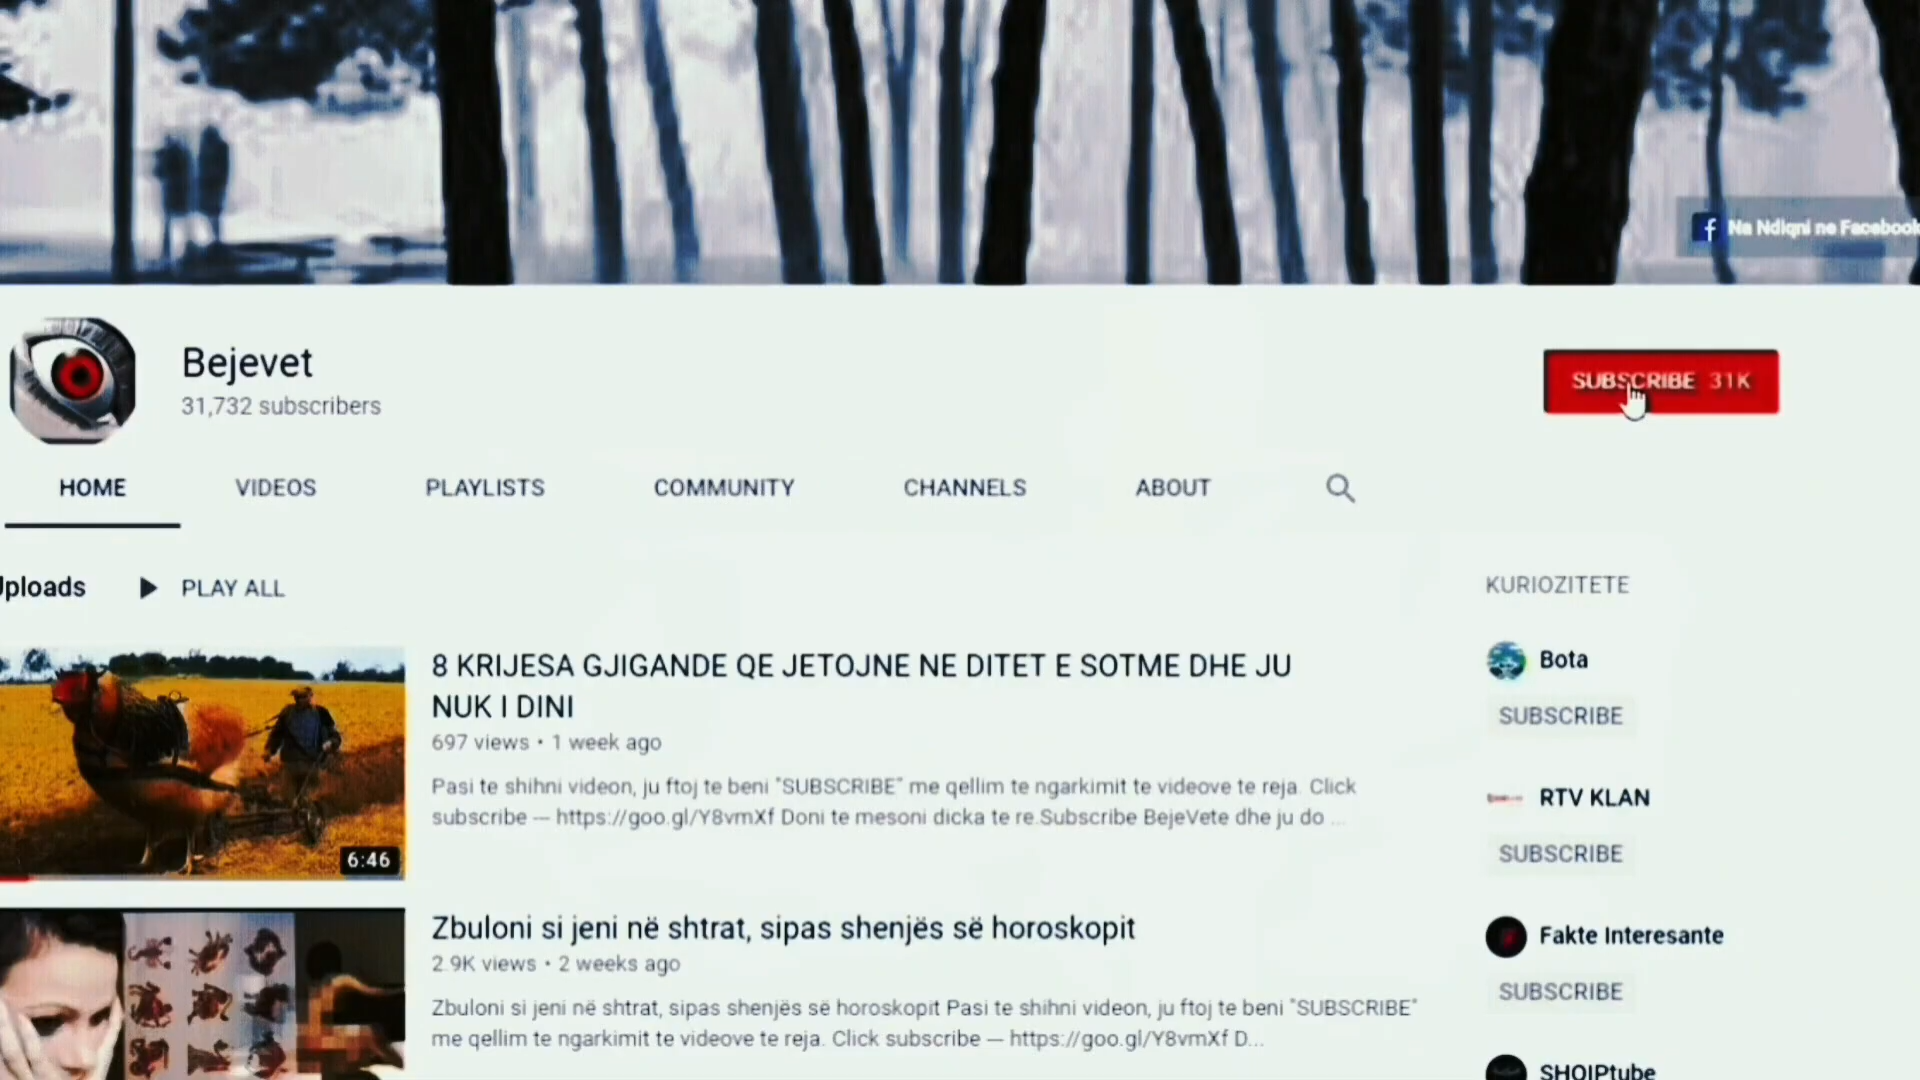 Na Ndiqni ne Facebook
Bejevet
31,732 subscribers
SUBSCRIBE 31K
HOME VIDEOS PLAYLISTS COMMUNITY CHANNELS ABOUT
Uploads PLAY ALL
8 KRIJESA GJIGANDE QE JETOJNE NE DITET E SOTME DHE JU
NUK I DINI
697 views • 1 week ago
Pasi te shihni videon, ju ftoj te beni "SUBSCRIBE" me qellim te ngarkimit te videove te reja. Click
subscribe --- https://goo.gl/Y8vmXf Doni te mesoni dicka te re.Subscribe BejeVete dhe ju do ...
6:46
Zbuloni si jeni në shtrat, sipas shenjës së horoskopit
2.9K views • 2 weeks ago
Zbuloni si jeni në shtrat, sipas shenjës së horoskopit Pasi te shihni videon, ju ftoj te beni "SUBSCRIBE"
me qellim te ngarkimit te videove te reja. Click subscribe --- https://goo.gl/Y8vmXf D...
KURIOZITETE
Bota
SUBSCRIBE
RTV KLAN
SUBSCRIBE
Fakte Interesante
SUBSCRIBE
SHQIPtube